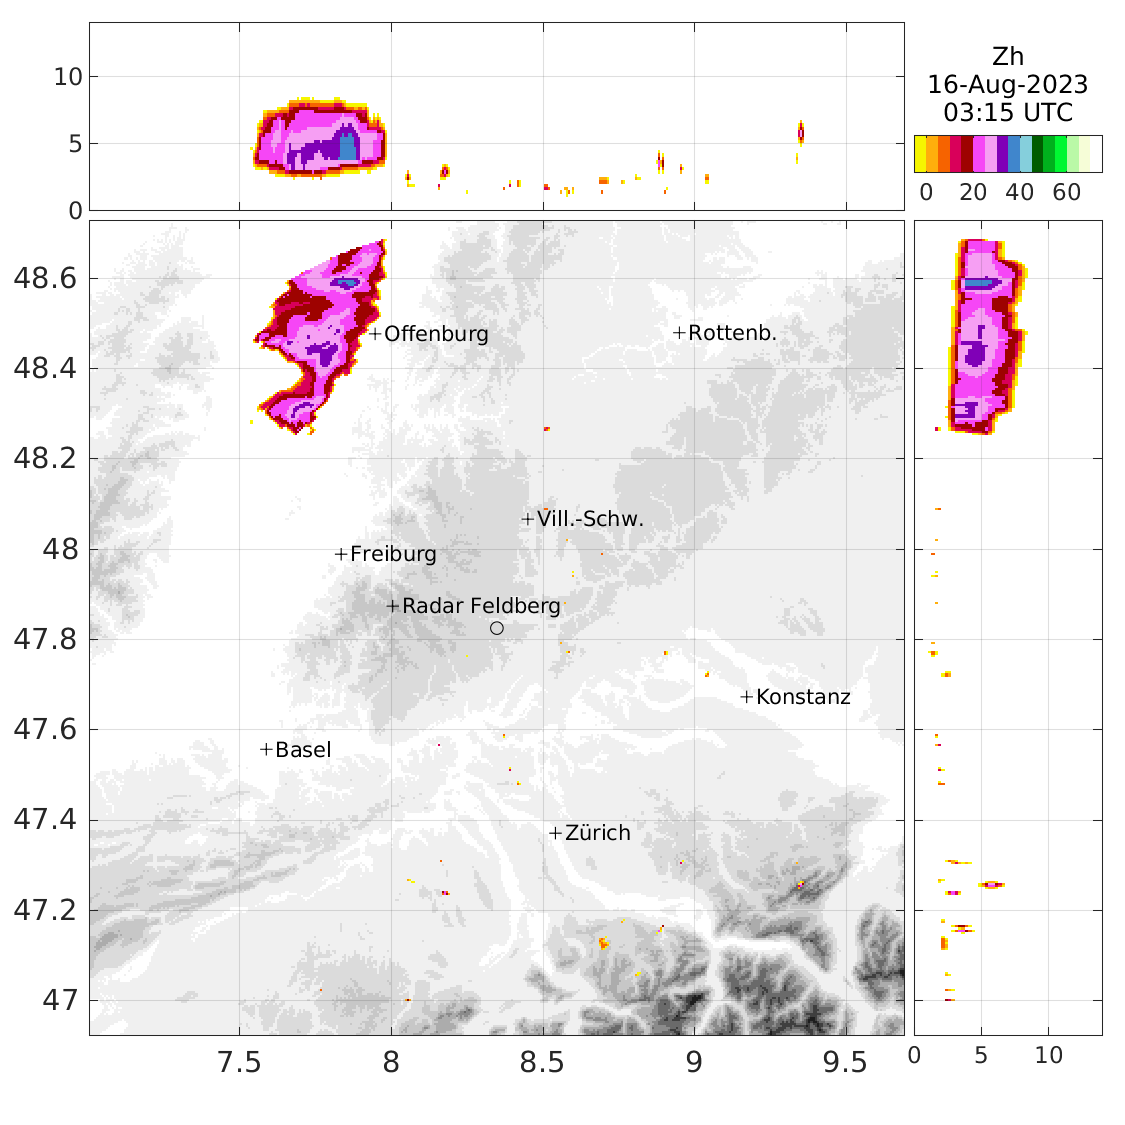 10
5
0
Zh
16-Aug-2023
03:15 UTC
0 20 40 60
48.6
48.4
48.2
48
47.8
47.6
47.4
47.2
47
Offenburg
Rottenb.
Vill.-Schw.
Freiburg
Radar Feldberg
Konstanz
Basel
Zürich
7.5 8 8.5 9 9.5
0 5 10